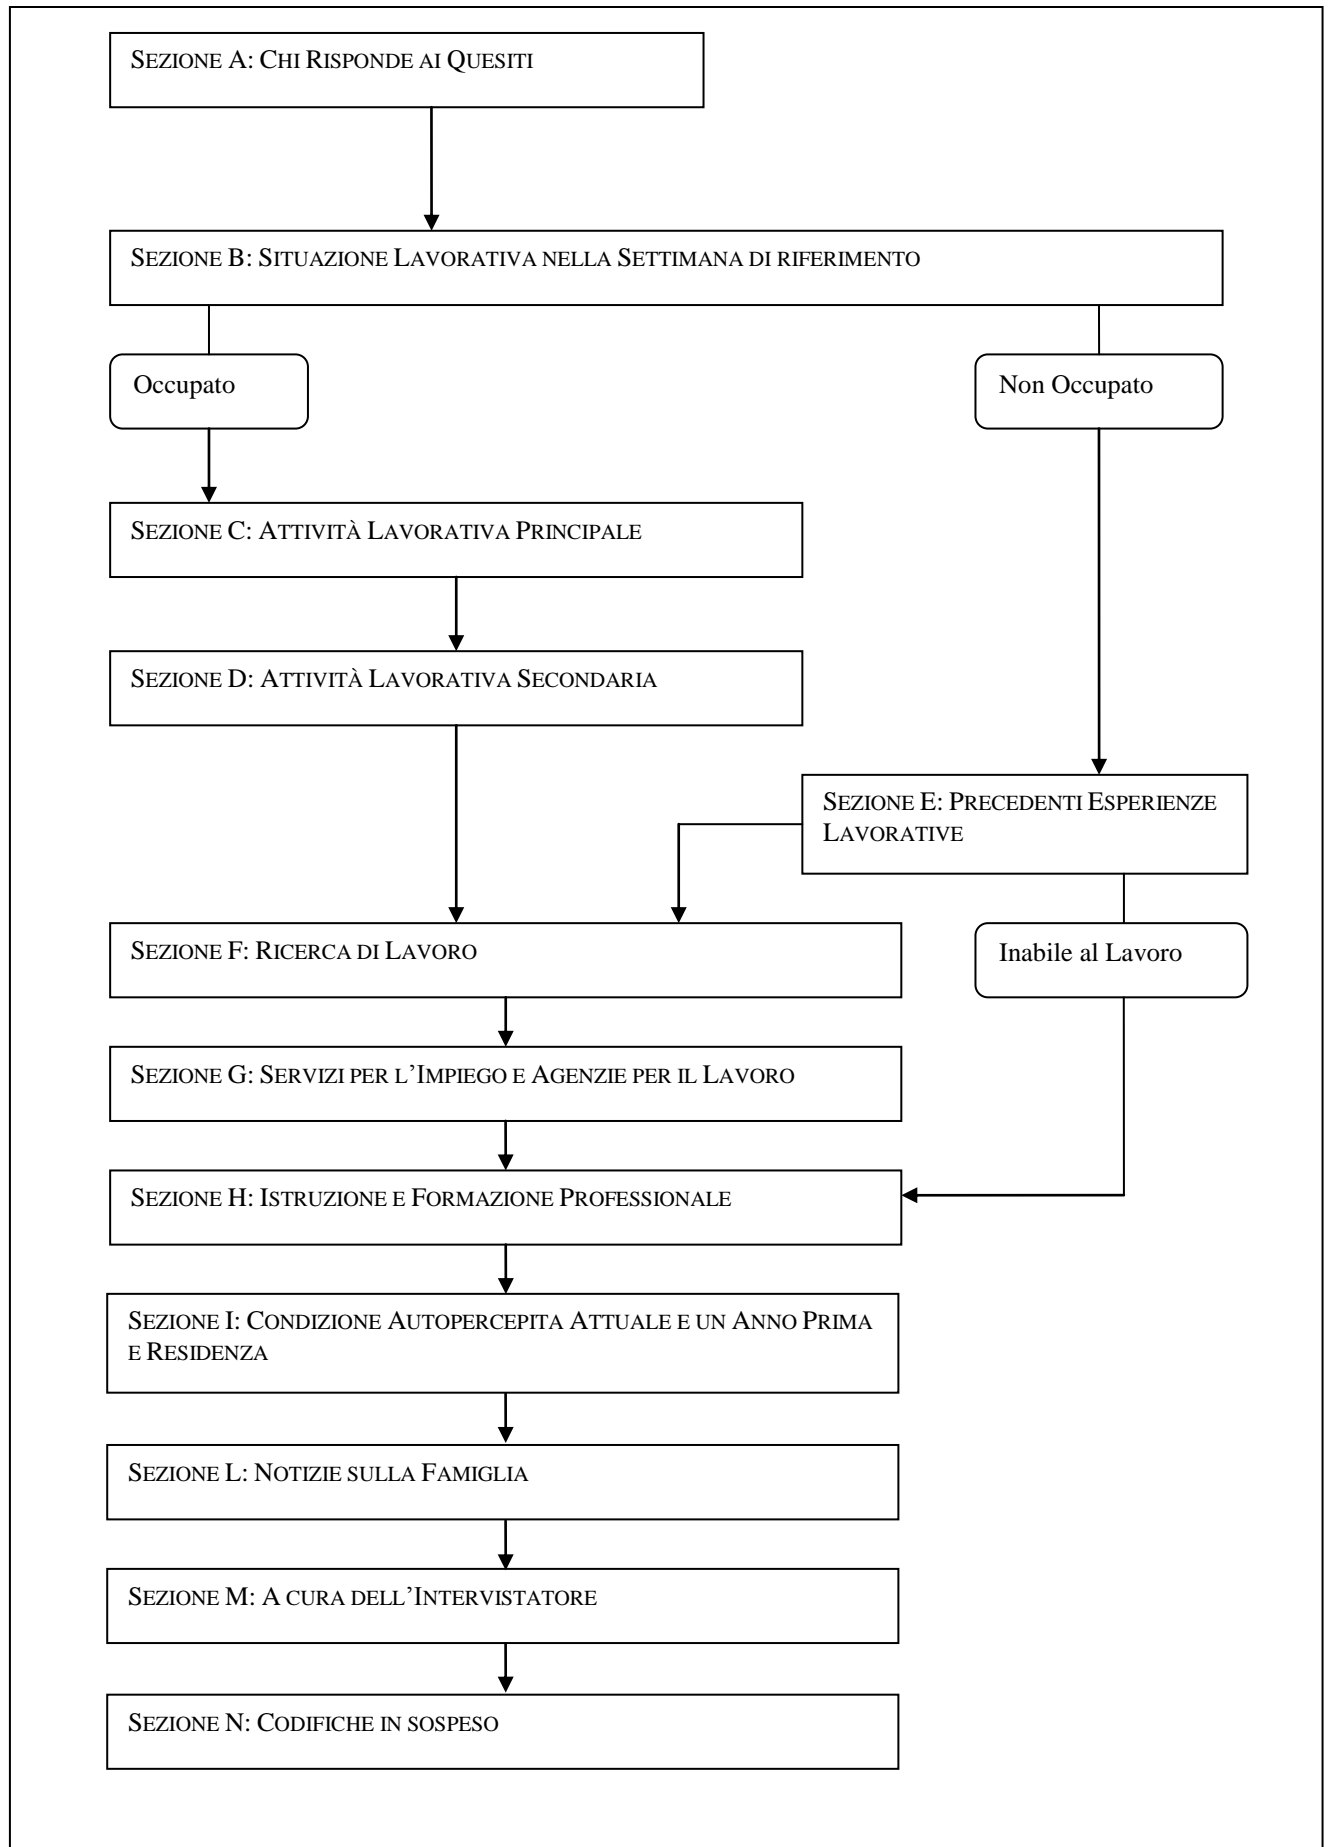 SEZIONE A: CHI RISPONDE AI QUESITI
SEZIONE B: SITUAZIONE LAVORATIVA NELLA SETTIMANA DI RIFERIMENTO
Occupato
Non Occupato
SEZIONE C: ATTIVITÀ LAVORATIVA PRINCIPALE
SEZIONE D: ATTIVITÀ LAVORATIVA SECONDARIA
SEZIONE E: PRECEDENTI ESPERIENZE
LAVORATIVE
SEZIONE F: RICERCA DI LAVORO
Inabile al Lavoro
SEZIONE G: SERVIZI PER L’IMPIEGO E AGENZIE PER IL LAVORO
SEZIONE H: ISTRUZIONE E FORMAZIONE PROFESSIONALE
SEZIONE I: CONDIZIONE AUTOPERCEPITA ATTUALE E UN ANNO PRIMA
E RESIDENZA
SEZIONE L: NOTIZIE SULLA FAMIGLIA
SEZIONE M: A CURA DELL’INTERVISTATORE
SEZIONE N: CODIFICHE IN SOSPESO